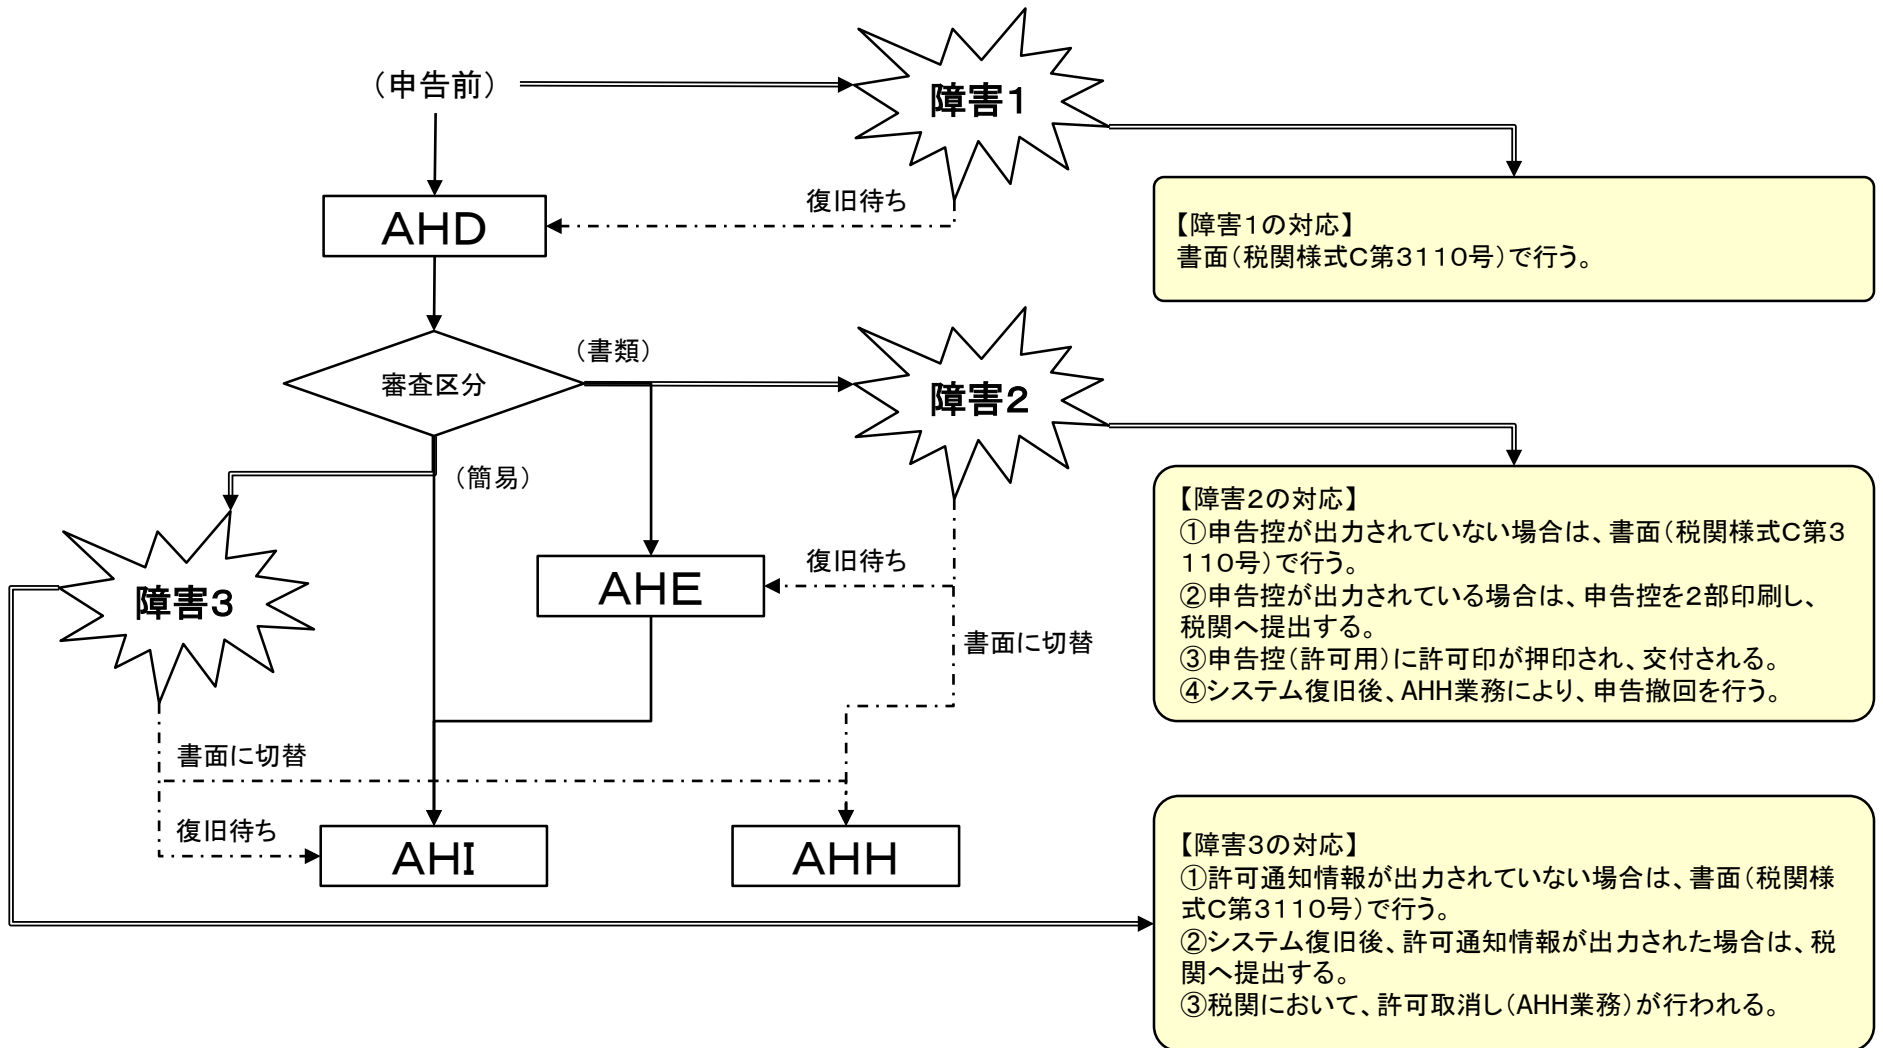 （申告前）
障害１
復旧待ち
ＡＨＤ
【障害１の対応】
書面（税関様式Ｃ第３１１０号）で行う。
（書類）
審査区分
障害２
（簡易）
【障害２の対応】
①申告控が出力されていない場合は、書面（税関様式Ｃ第３
１１０号）で行う。
②申告控が出力されている場合は、申告控を２部印刷し、
税関へ提出する。
③申告控（許可用）に許可印が押印され、交付される。
④システム復旧後、AHH業務により、申告撤回を行う。
障害３
復旧待ち
ＡＨＥ
書面に切替
書面に切替
復旧待ち
ＡＨＩ
ＡＨＨ
【障害３の対応】
①許可通知情報が出力されていない場合は、書面（税関様
式Ｃ第３１１０号）で行う。
②システム復旧後、許可通知情報が出力された場合は、税
関へ提出する。
③税関において、許可取消し（AHH業務）が行われる。